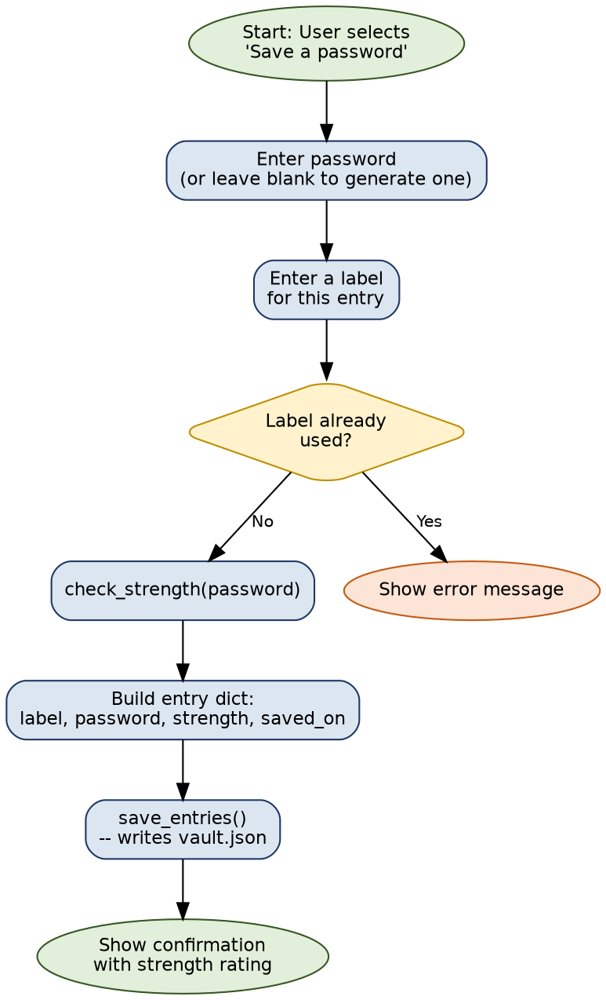 Start: User selects
'Save a password'
Enter password
(or leave blank to generate one)
Enter a label
for this entry
Label already
used?
No
Yes
check_strength(password)
Show error message
Build entry dict:
label, password, strength, saved_on
save_entries()
-- writes vault.json
Show confirmation
with strength rating